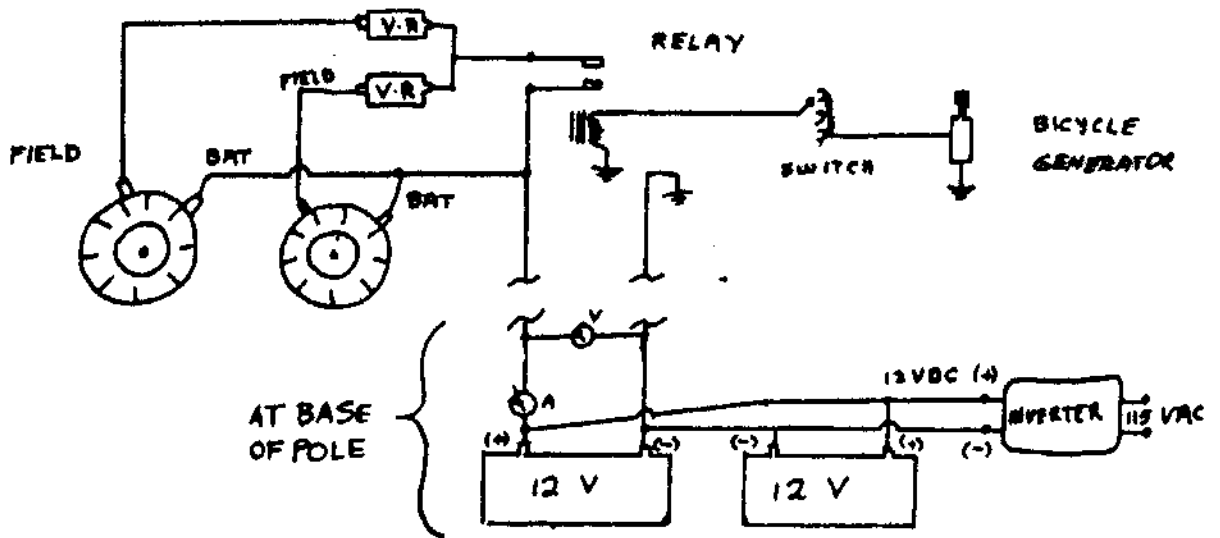 V·R
RELAY
FIELD
V·R
FIELD
BAT
BAT
SWITCH
BICYCLE
GENERATOR
V
A
AT BASE
OF POLE
12 VDC (+)
INVERTER
115 VAC
(-)
(+)
(-)
(-)
(+)
12 V
12 V